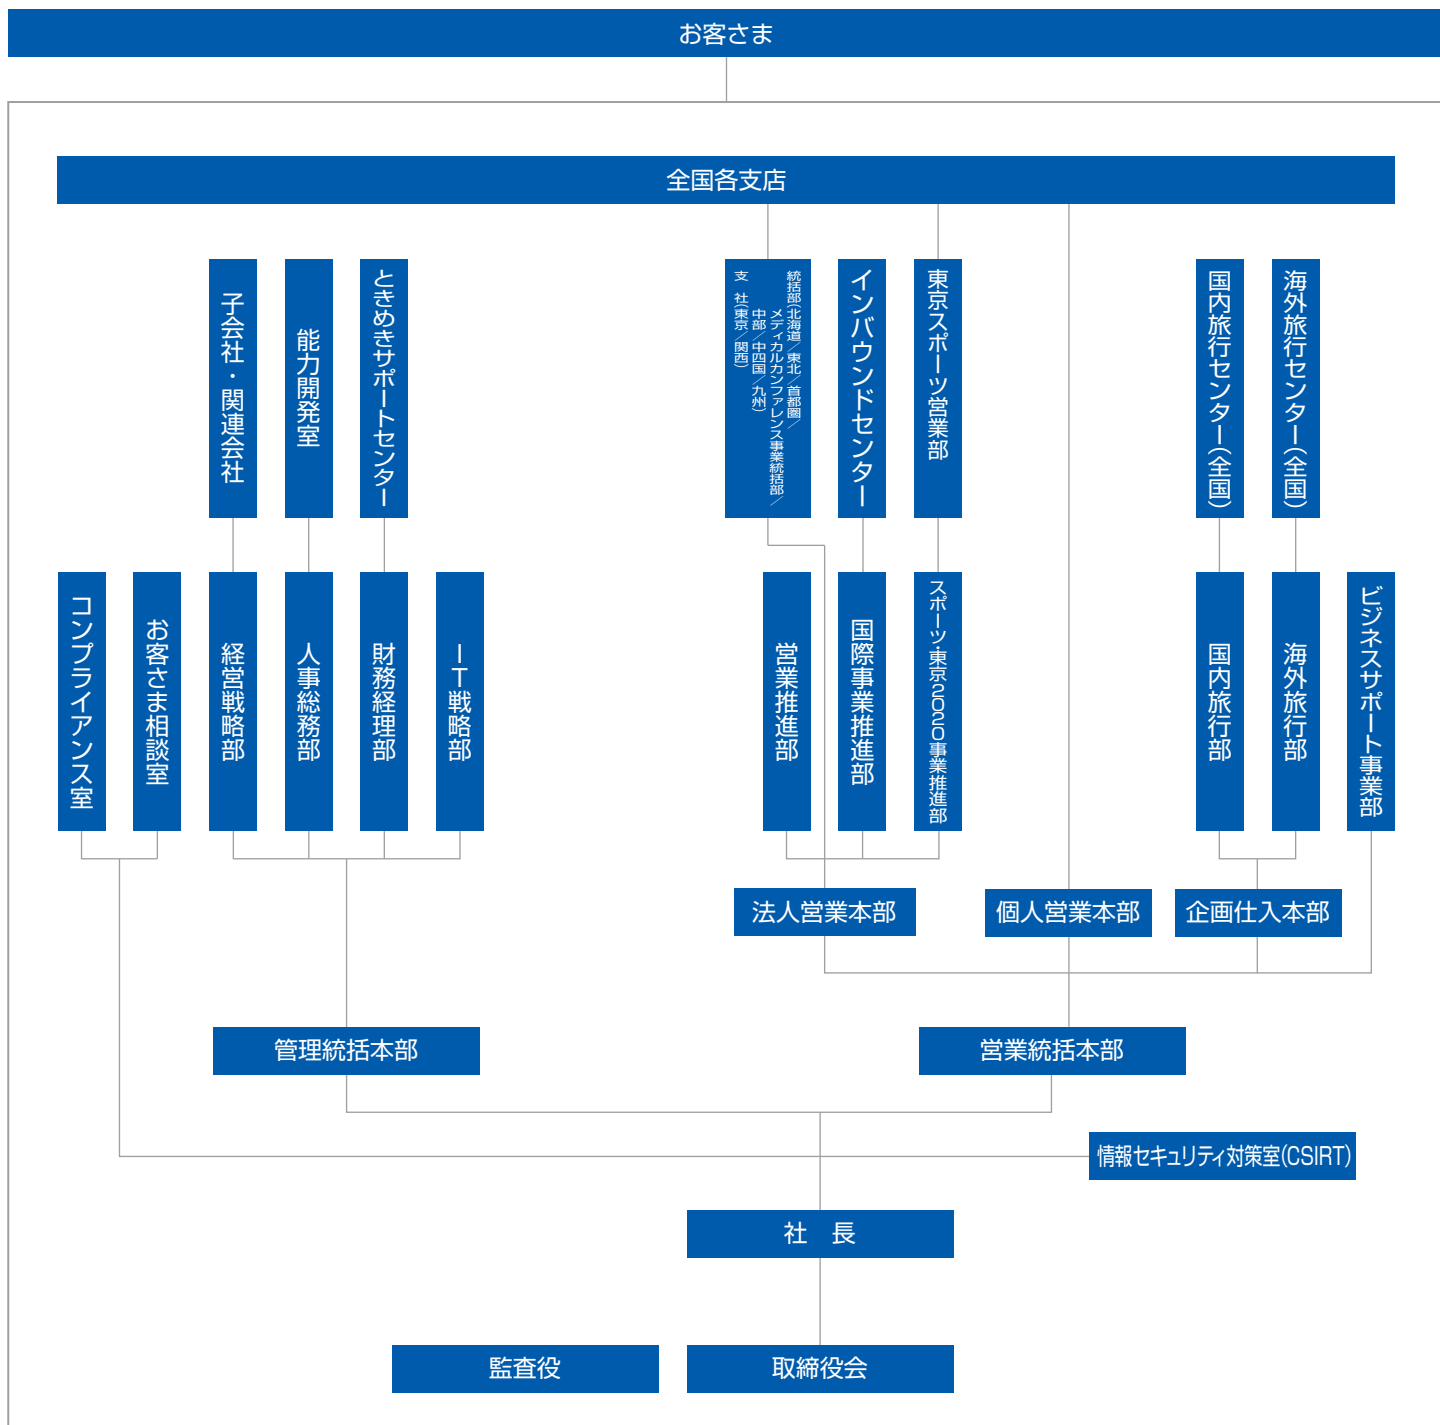 お客さま
全国各支店
子会社・関連会社
能力開発室
ときめきサポートセンター
統括部(北海道／東北／首都圏／
メディカルカンファレンス事業統括部／
中部／中四国／九州)
支　社(東京／関西)
インバウンドセンター
東京スポーツ営業部
国内旅行センター(全国)
海外旅行センター(全国)
コンプライアンス室
お客さま相談室
経営戦略部
人事総務部
財務経理部
IT戦略部
営業推進部
国際事業推進部
スポーツ・東京2020事業推進部
国内旅行部
海外旅行部
ビジネスサポート事業部
法人営業本部
個人営業本部
企画仕入本部
管理統括本部
営業統括本部
情報セキュリティ対策室(CSIRT)
社　長
監査役
取締役会